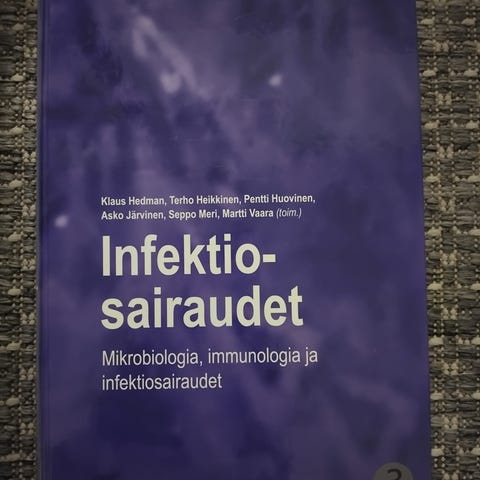 Klaus Hedman, Terho Heikkinen, Pentti Huovinen,
Asko Järvinen, Seppo Meri, Martti Vaara (toim.)
Infektio-
sairaudet
Mikrobiologia, immunologia ja
infektiosairaudet